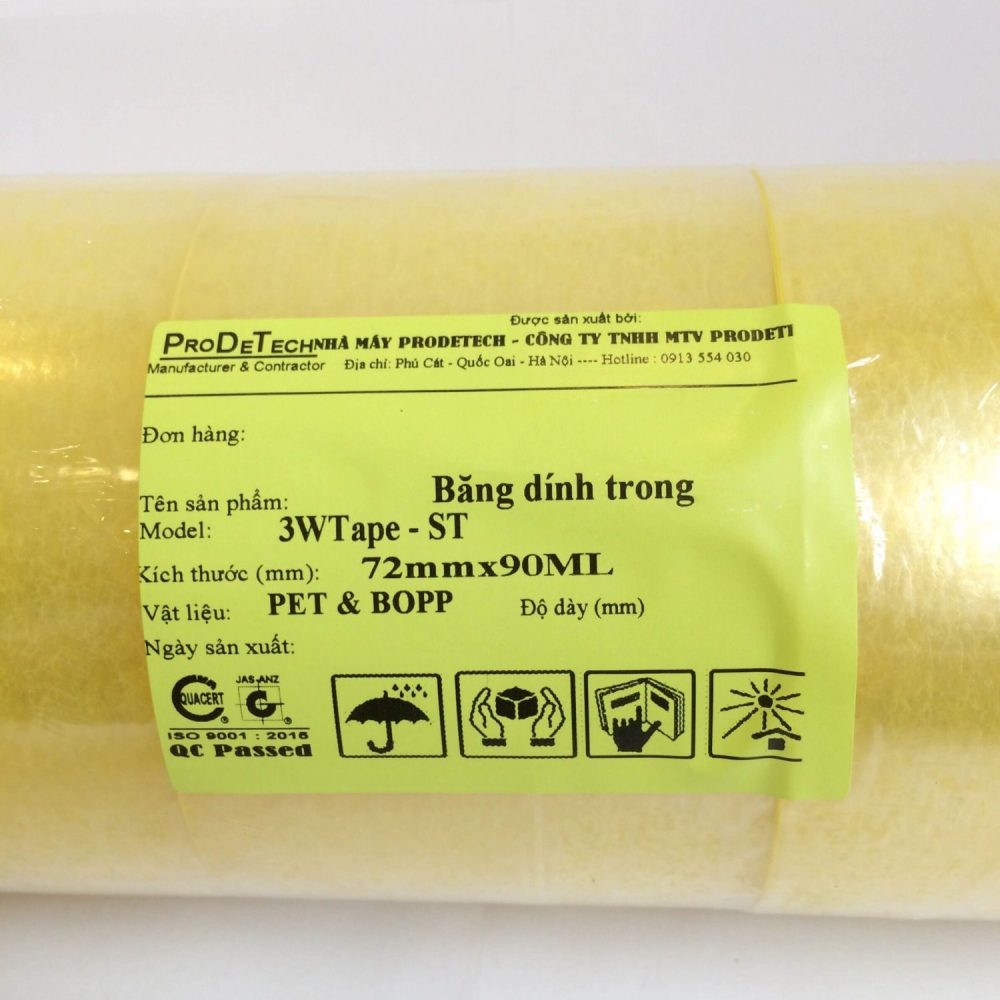 Được sản xuất bởi:
PRODETECH NHÀ MÁY PRODETECH - CÔNG TY TNHH MTV PRODETE
Manufacturer & Contractor Địa chỉ: Phú Cát - Quốc Oai - Hà Nội ---- Hotline : 0913 554 030
Đơn hàng:
Tên sản phẩm: Băng dính trong
Model: 3WTape - ST
Kích thước (mm): 72mmx90ML
Vật liệu: PET & BOPP Độ dày (mm)
Ngày sản xuất:
QUACERT ® JAS-ANZ ®
ISO 9001 : 2015
QC Passed